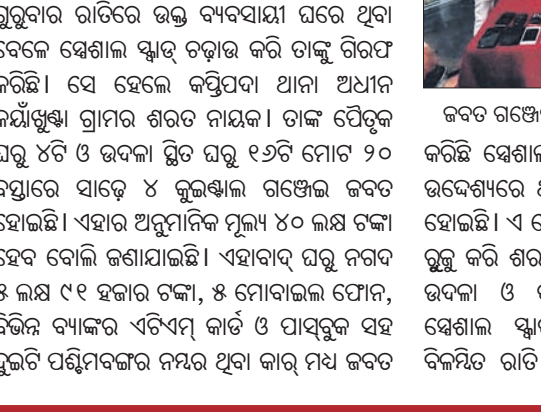 ଗୁରୁବାର ରାତିରେ ଉକ୍ତ ବ୍ୟବସାୟୀ ଘରେ ଥିବା
ବେଳେ ସ୍ପେଶାଲ ସ୍କ୍ବାଡ୍ ଚଢ଼ାଉ କରି ତାଙ୍କୁ ଗିରଫ
କରିଛି। ସେ ହେଲେ କପ୍ତିପଦା ଥାନା ଅଧୀନ
ଗ୍ରାମର ଶରତ ନାୟକ। ତାଙ୍କ ପୈତୃକ
ଘରୁ ୪ଟି ଓ ଉଦଳା ସ୍ଥିତ ଘରୁ ୧୬ଟି ମୋଟ ୨୦
ବସ୍ତାରେ ସାଢ଼େ ୪ କୁଇଣ୍ଟାଲ ଗଞ୍ଜେଇ ଜବତ
ହୋଇଛି। ଏହାର ଅନୁମାନିକ ମୂଲ୍ୟ ୪୦ ଲକ୍ଷ ଟଙ୍କା
ହେବ ବୋଲି ଜଣାଯାଇଛି। ଏହାବାଦ୍ ଘରୁ ନଗଦ
୫ ଲକ୍ଷ ୯୧ ହଜାର ଟଙ୍କା, ୫ ମୋବାଇଲ ଫୋନ,
ବିଭିନ୍ନ ବ୍ୟାଙ୍କର ଏଟିଏମ୍ କାର୍ଡ ଓ ପାସ୍‌ବୁକ ସହ
ଦୁଇଟି ପଶ୍ଚିମବଙ୍ଗର ନମ୍ବର ଥିବା କାର୍ ମଧ୍ୟ ଜବତ
ଜବତ
କରିଛି
ଉଦ୍ଦେଶ୍ୟରେ
ହୋଇଛି। ଏ
ରୁଜୁ କରି
ଉଦଳା ଓ
ସ୍ପେଶାଲ
ବିଳମ୍ବିତ ରାତି